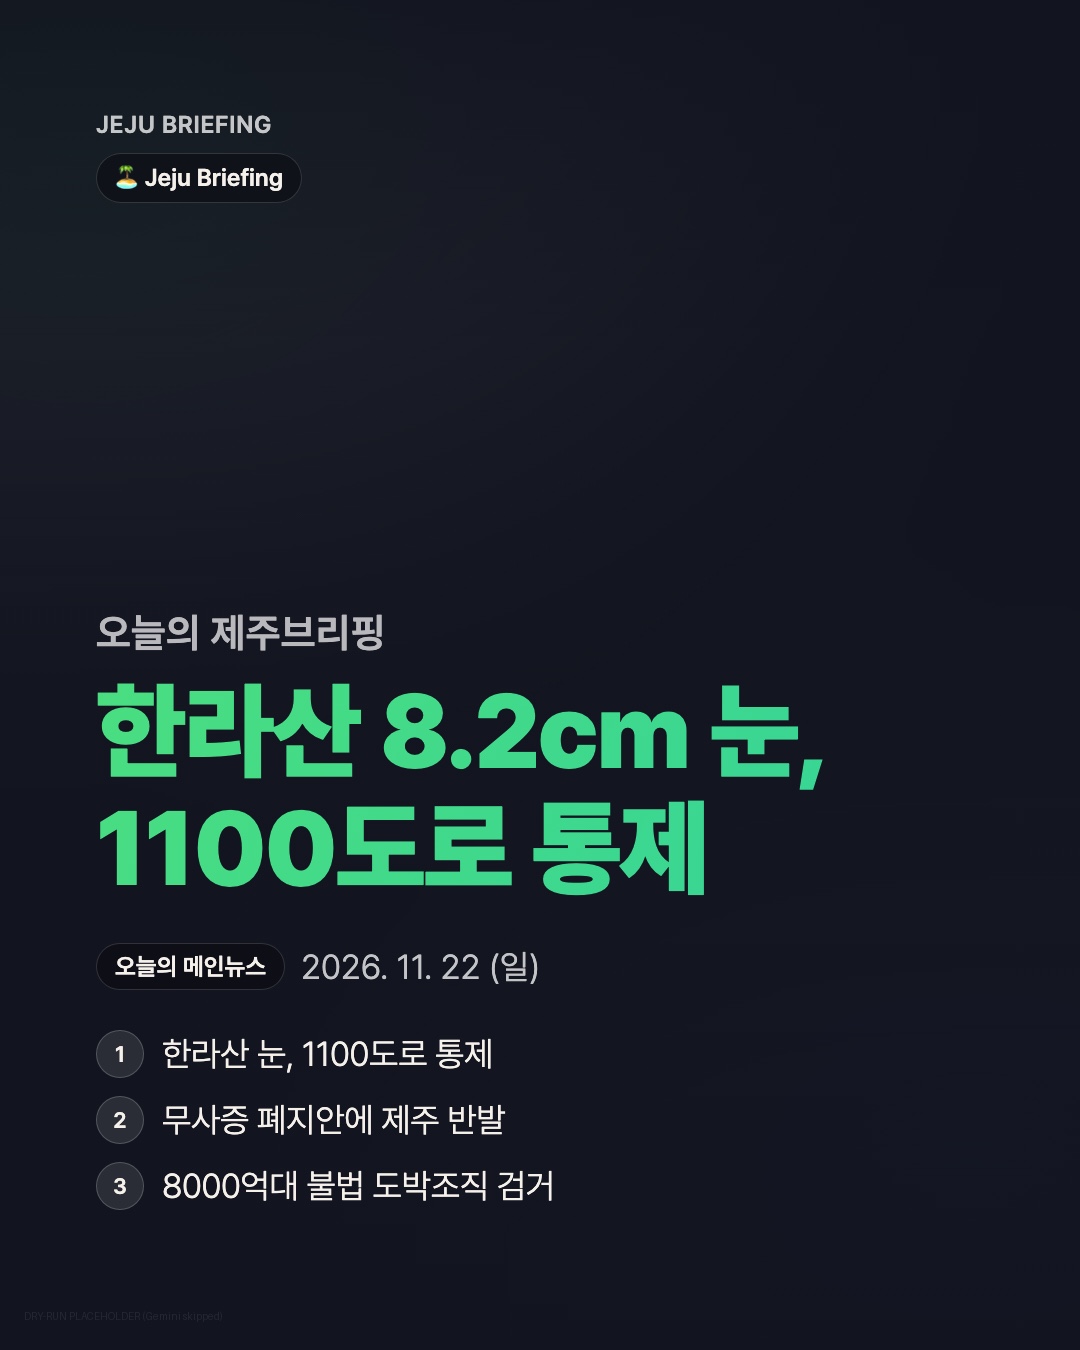 JEJU BRIEFING
🏝️ Jeju Briefing
오늘의 제주브리핑
한라산 8.2cm 눈,
1100도로 통제
오늘의 메인뉴스 2026. 11. 22 (일)
1 한라산 눈, 1100도로 통제
2 무사증 폐지안에 제주 반발
3 8000억대 불법 도박조직 검거
DRY-RUN PLACEHOLDER (Gemini skipped)